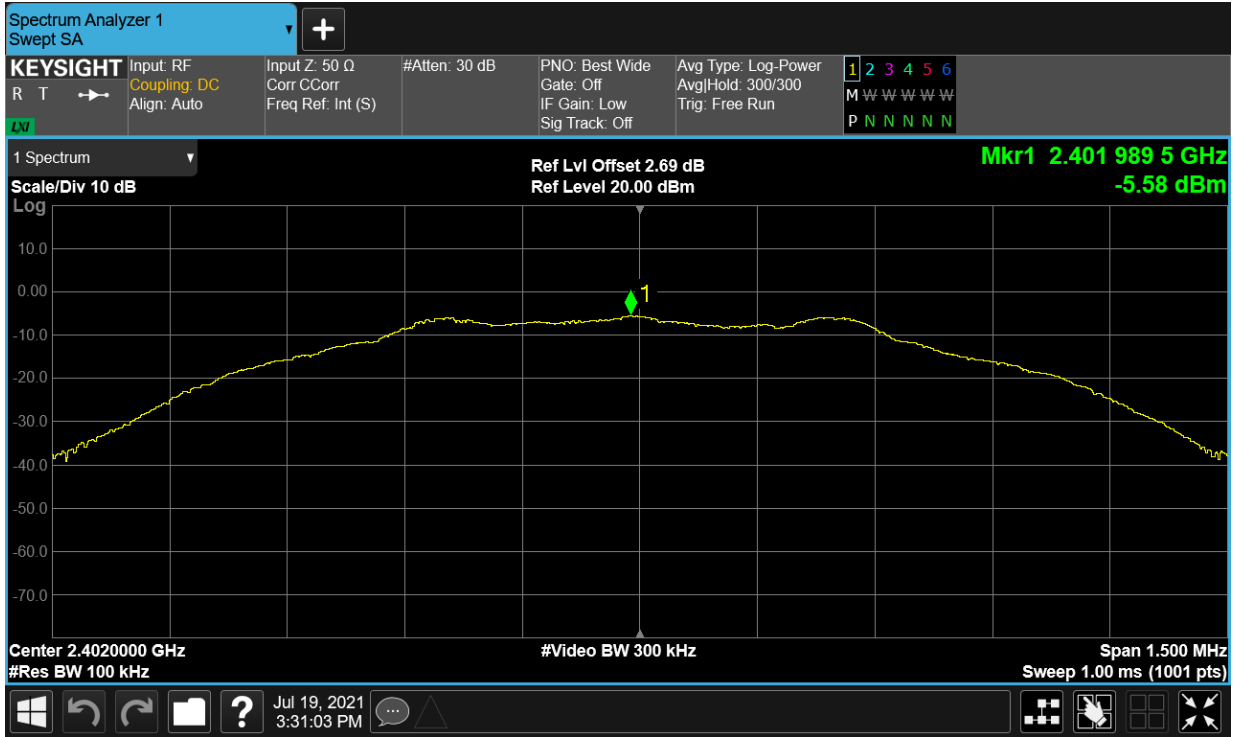 Spectrum Analyzer 1
Swept SA
KEYSIGHT
R T
LXI
Input: RF
Coupling: DC
Align: Auto
Input Z: 50 Ω
Corr CCorr
Freq Ref: Int (S)
#Atten: 30 dB
PNO: Best Wide
Gate: Off
IF Gain: Low
Sig Track: Off
Avg Type: Log-Power
Avg|Hold: 300/300
Trig: Free Run
1 2 3 4 5 6
M W W W W W
P N N N N N
1 Spectrum
Scale/Div 10 dB
Log
Ref Lvl Offset 2.69 dB
Ref Level 20.00 dBm
Mkr1 2.401 989 5 GHz
-5.58 dBm
10.0
0.00
1
-10.0
-20.0
-30.0
-40.0
-50.0
-60.0
-70.0
Center 2.4020000 GHz
#Video BW 300 kHz
Span 1.500 MHz
#Res BW 100 kHz
Sweep 1.00 ms (1001 pts)
?
Jul 19, 2021
3:31:03 PM